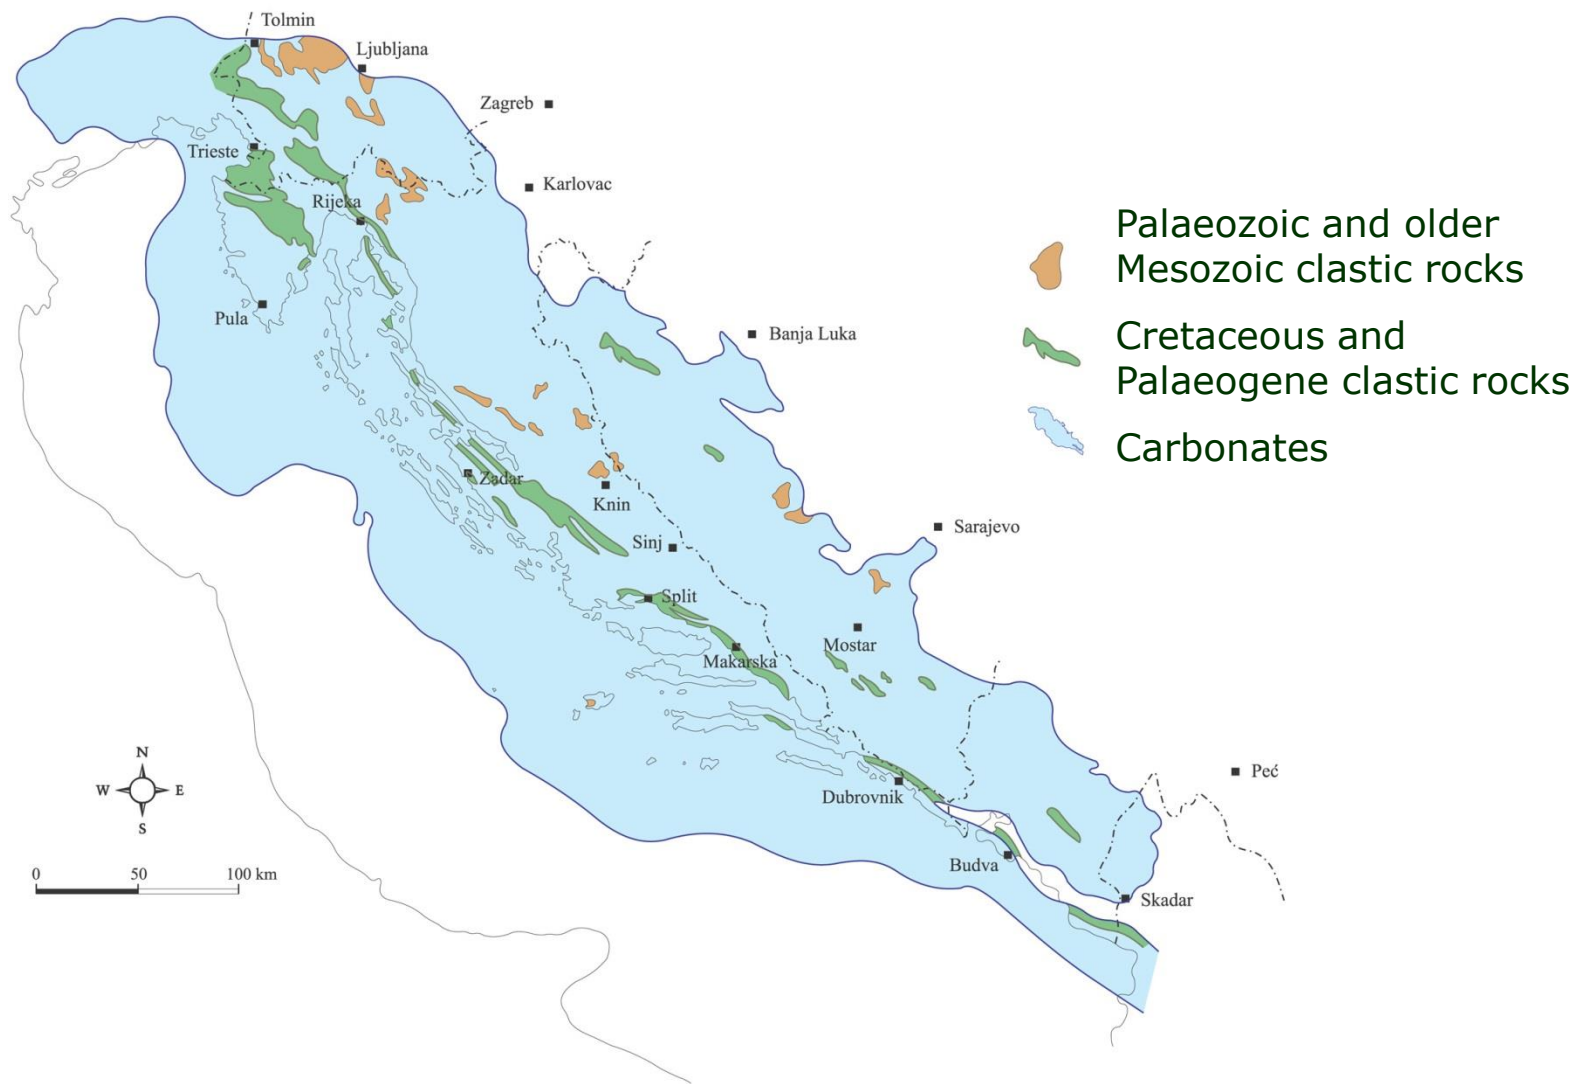 Tolmin
Ljubljana
Zagreb
Trieste
Karlovac
Rijeka
Pula
Banja Luka
Zadar
Knin
Sinj
Sarajevo
Split
Mostar
Makarska
Dubrovnik
Peć
Budva
Skadar
N
W E
S
0 50 100 km
Palaeozoic and older
Mesozoic clastic rocks
Cretaceous and
Palaeogene clastic rocks
Carbonates